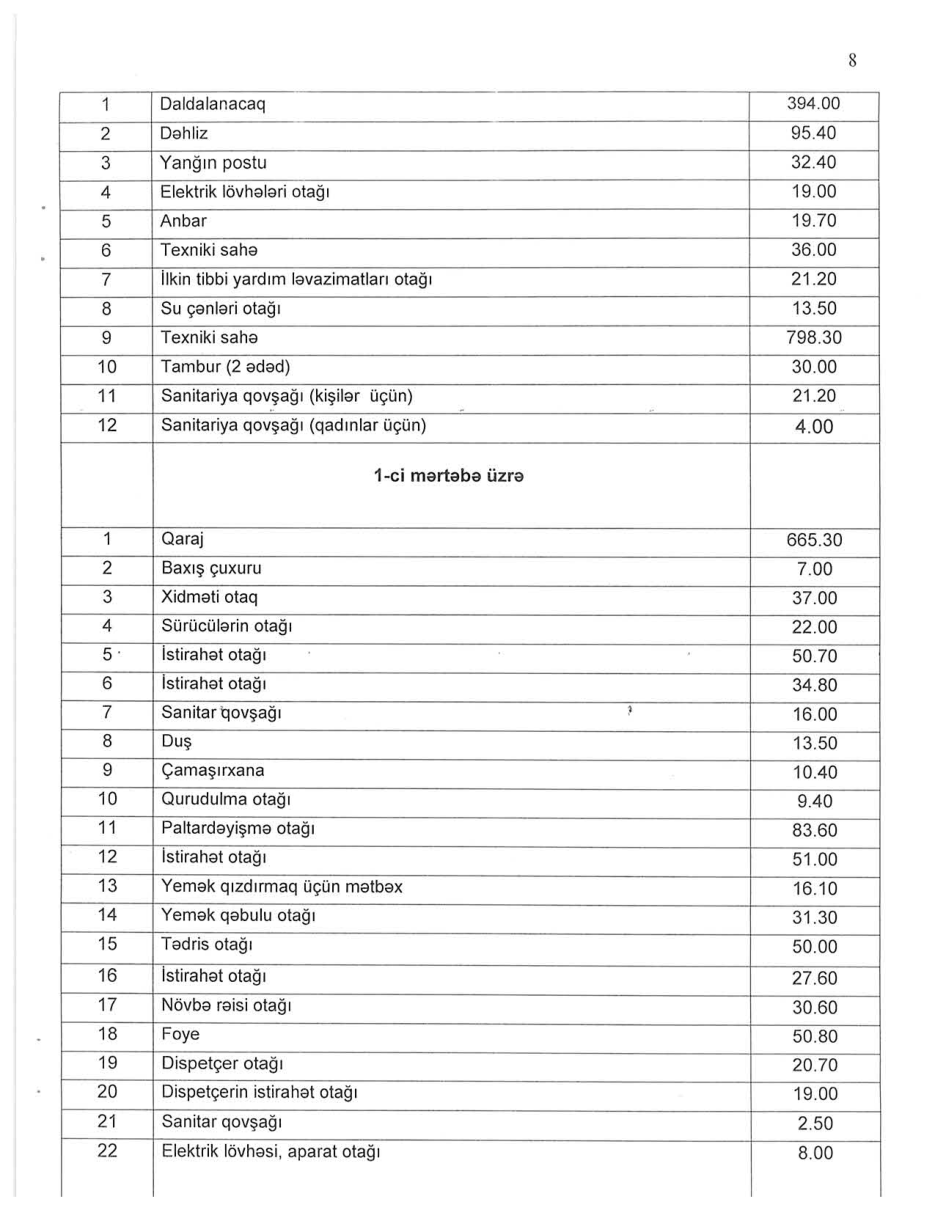 8
1 Daldalanacaq 394.00
2 Dəhliz 95.40
3 Yanğın postu 32.40
4 Elektrik lövhələri otağı 19.00
5 Anbar 19.70
6 Texniki sahə 36.00
7 İlkin tibbi yardım ləvazimatları otağı 21.20
8 Su çənləri otağı 13.50
9 Texniki sahə 798.30
10 Tambur (2 ədəd) 30.00
11 Sanitariya qovşağı (kişilər üçün) 21.20
12 Sanitariya qovşağı (qadınlar üçün) 4.00
1-ci mərtəbə üzrə
1 Qaraj 665.30
2 Baxış çuxuru 7.00
3 Xidməti otaq 37.00
4 Sürücülərin otağı 22.00
5 İstirahət otağı 50.70
6 İstirahət otağı 34.80
7 Sanitar qovşağı 16.00
8 Duş 13.50
9 Çamaşırxana 10.40
10 Qurudulma otağı 9.40
11 Paltardəyişmə otağı 83.60
12 İstirahət otağı 51.00
13 Yemək qızdırmaq üçün mətbəx 16.10
14 Yemək qəbulu otağı 31.30
15 Tədris otağı 50.00
16 İstirahət otağı 27.60
17 Növbə rəisi otağı 30.60
18 Foye 50.80
19 Dispetçer otağı 20.70
20 Dispetçerin istirahət otağı 19.00
21 Sanitar qovşağı 2.50
22 Elektrik lövhəsi, aparat otağı 8.00